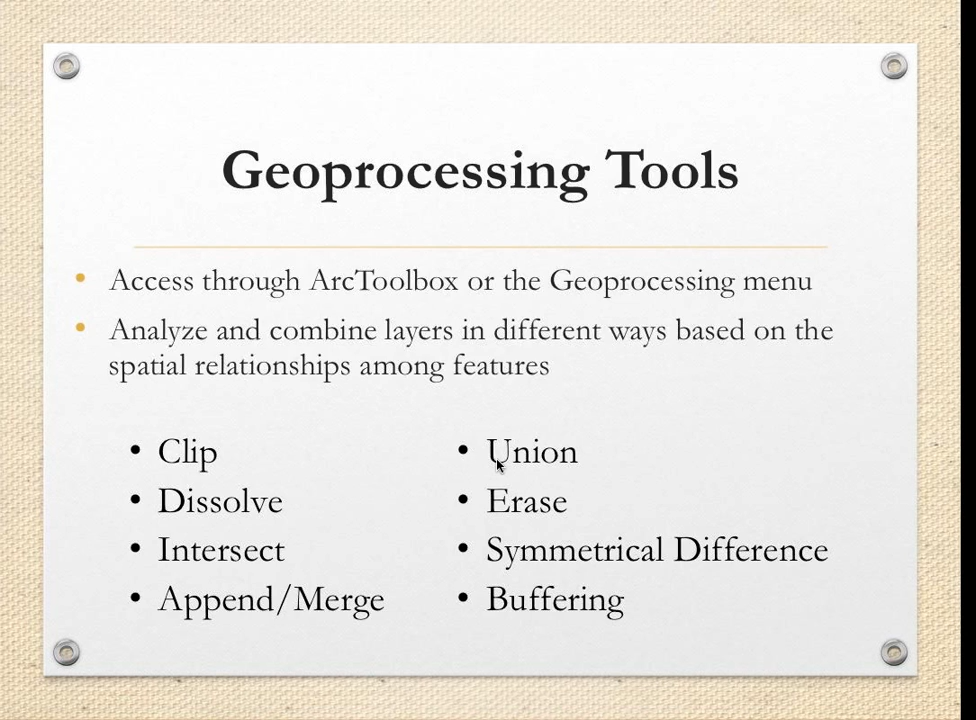 Geoprocessing Tools
• Access through ArcToolbox or the Geoprocessing menu
• Analyze and combine layers in different ways based on the
spatial relationships among features
• Clip
• Dissolve
• Intersect
• Append/Merge
• Union
• Erase
• Symmetrical Difference
• Buffering